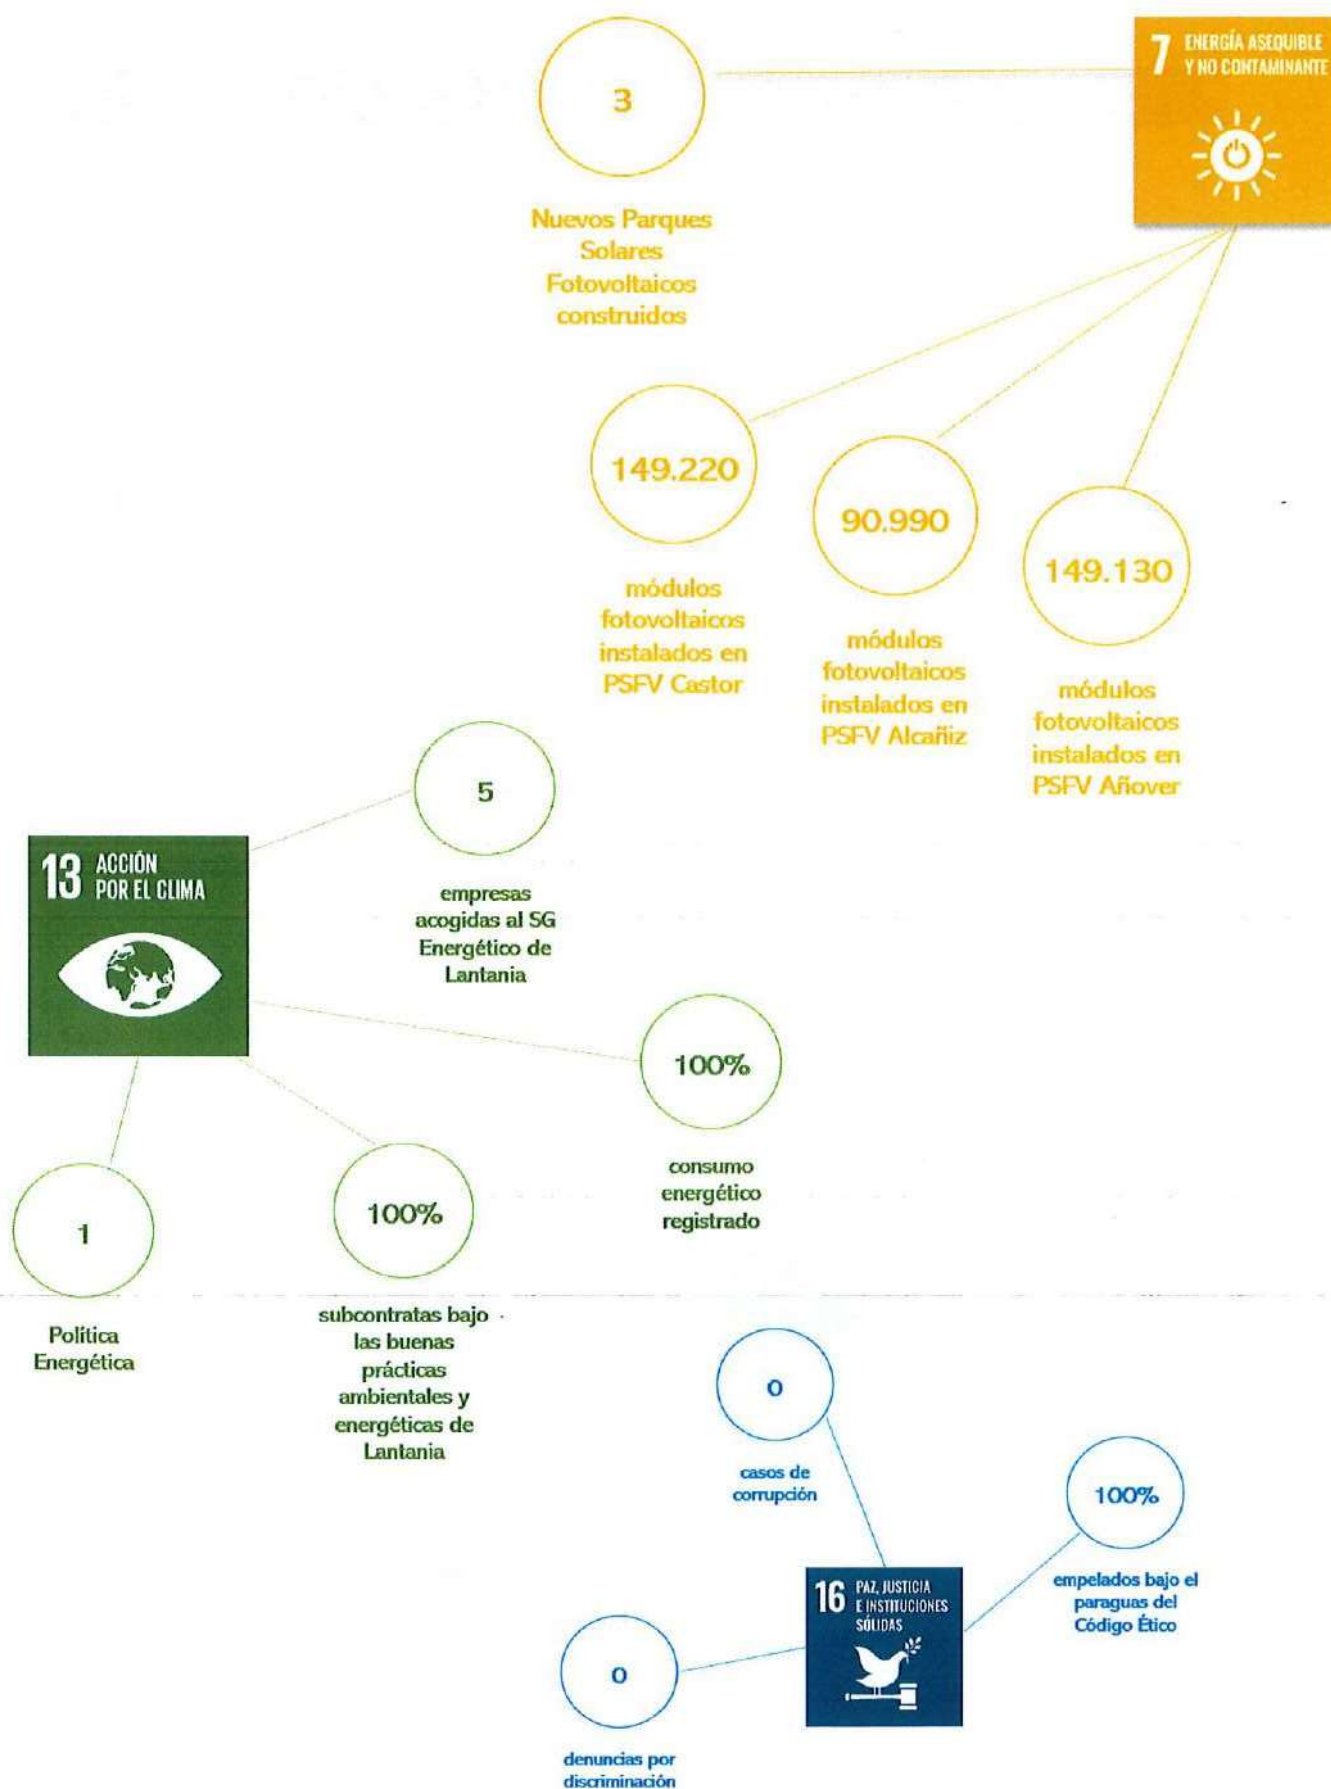 7 ENERGÍA ASEQUIBLE
Y NO CONTAMINANTE
3
Nuevos Parques
Solares
Fotovoltaicos
construidos
149.220
módulos
fotovoltaicos
instalados en
PSFV Castor
90.990
módulos
fotovoltaicos
instalados en
PSFV Alcañiz
149.130
módulos
fotovoltaicos
instalados en
PSFV Añover
13 ACCIÓN
POR EL CLIMA
5
empresas
acogidas al SG
Energético de
Lantania
100%
consumo
energético
registrado
1
Política
Energética
100%
subcontratas bajo
las buenas
prácticas
ambientales y
energéticas de
Lantania
0
casos de
corrupción
100%
empelados bajo el
paraguas del
Código Ético
16 PAZ, JUSTICIA
E INSTITUCIONES
SÓLIDAS
0
denuncias por
discriminación